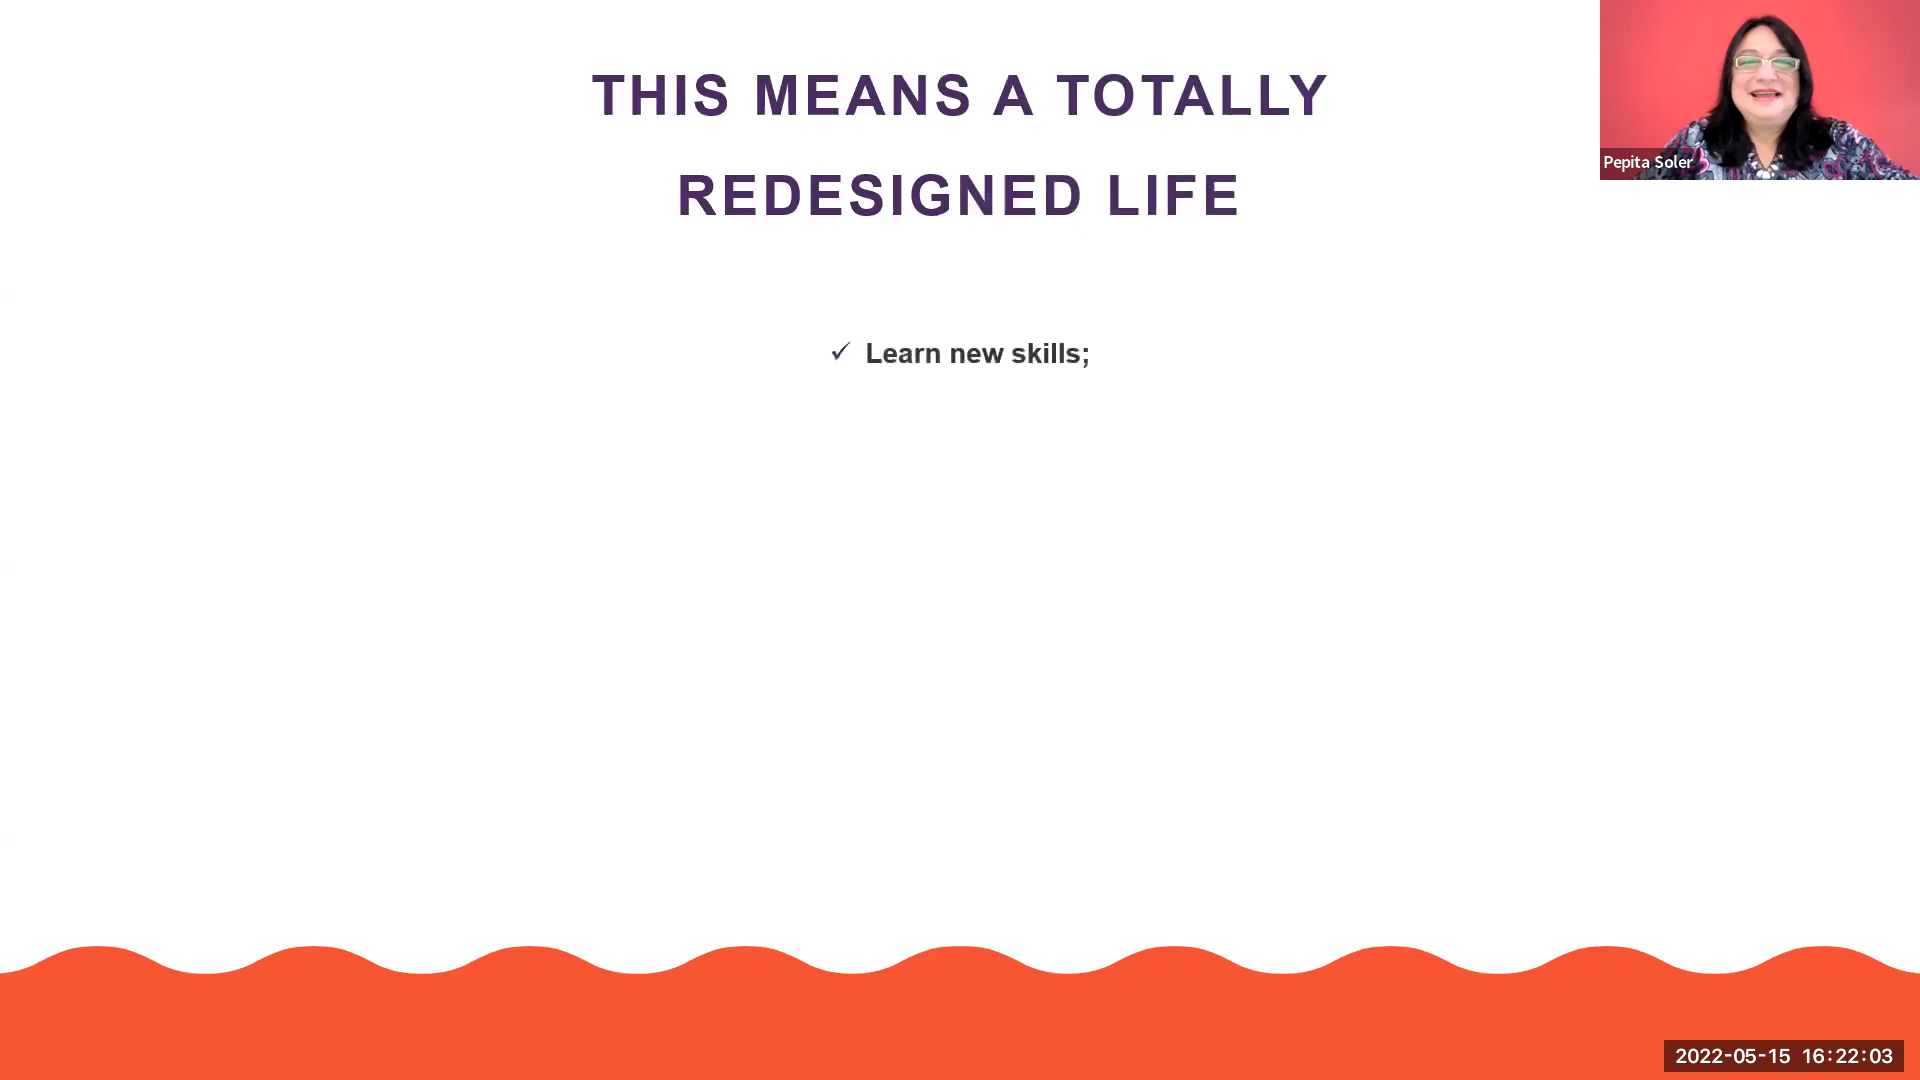 THIS MEANS A TOTALLY
REDESIGNED LIFE
✓ Learn new skills;
Pepita Soler
2022-05-15 16:22:03